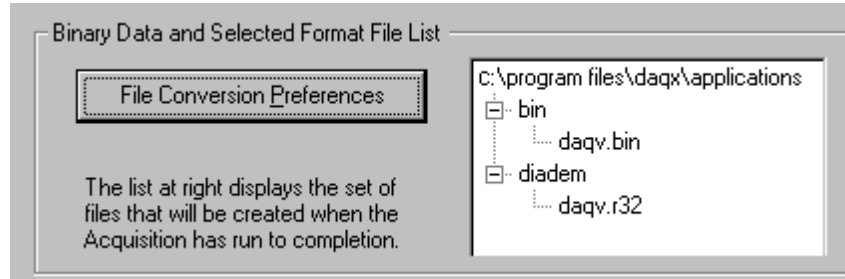 Binary Data and Selected Format File List
File Conversion Preferences
The list at right displays the set of
files that will be created when the
Acquisition has run to completion.
c:\program files\daqx\applications
bin
daqv.bin
diadem
daqv.r32